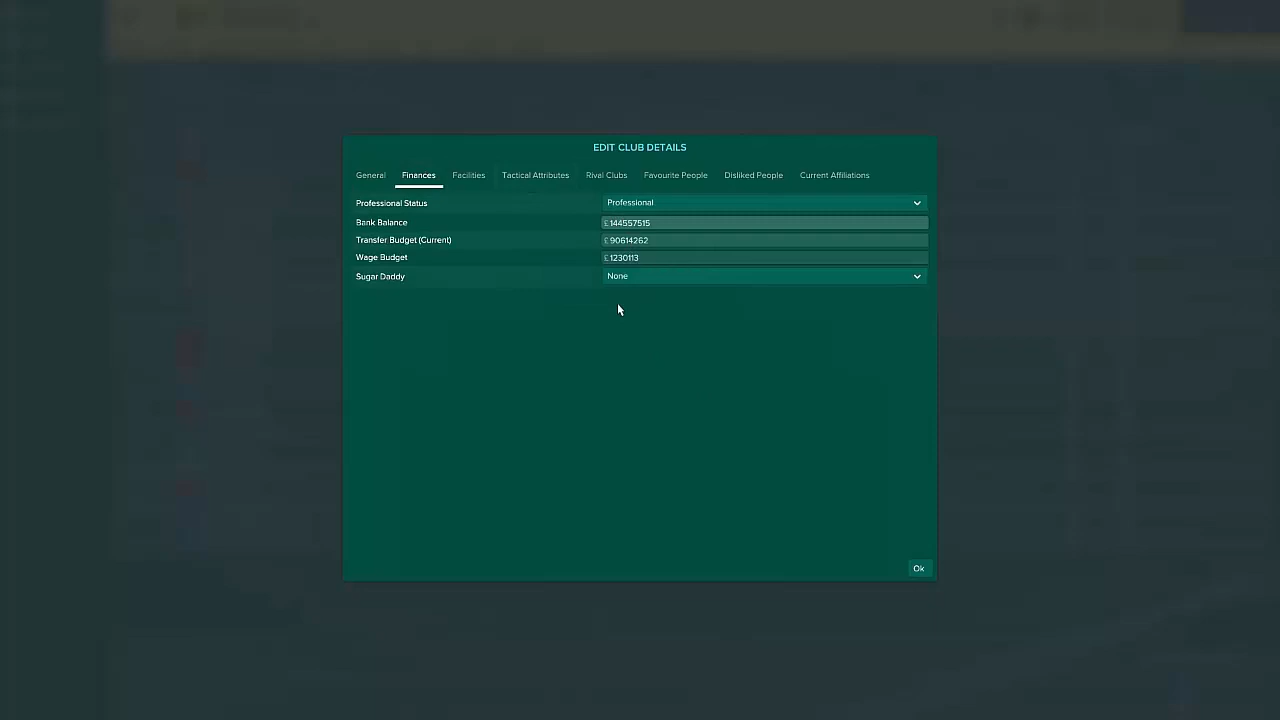 EDIT CLUB DETAILS
General Finances Facilities Tactical Attributes Rival Clubs Favourite People Disliked People Current Affiliations
Professional Status Professional
Bank Balance £144557515
Transfer Budget (Current) £90614262
Wage Budget £1230113
Sugar Daddy None
Ok